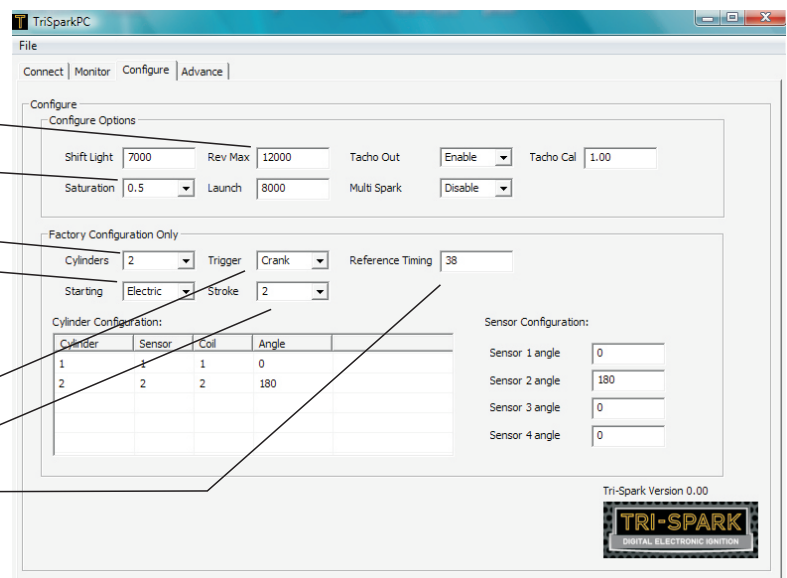 TriSparkPC
File
Connect Monitor Configure Advance
Configure
Configure Options
Shift Light 7000 Rev Max 12000 Tacho Out Enable Tacho Cal 1.00
Saturation 0.5 Launch 8000 Multi Spark Disable
Factory Configuration Only
Cylinders 2 Trigger Crank Reference Timing 38
Starting Electric Stroke 2
Cylinder Configuration: Sensor Configuration:
Cylinder Sensor Coil Angle
1 1 1 0
2 2 2 180
Sensor 1 angle 0
Sensor 2 angle 180
Sensor 3 angle 0
Sensor 4 angle 0
Tri-Spark Version 0.00
TRI-SPARK
DIGITAL ELECTRONIC IGNITION